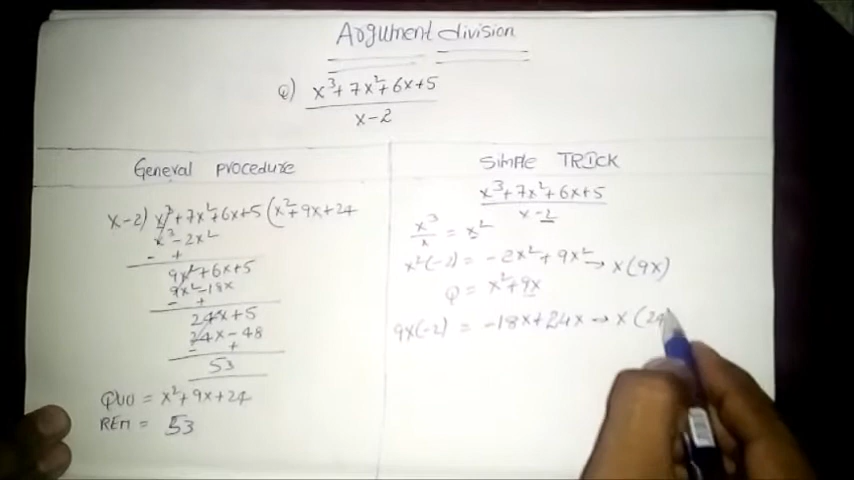 Argument division
Q) x³+7x²+6x+5
x-2
General procedure
x-2) x³+7x²+6x+5 (x²+9x+24
x³-2x²
- +
9x²+6x+5
9x²-18x
- +
24x+5
24x-48
- +
53
QUO = x²+9x+24
REM = 53
Simple TRICK
x³+7x²+6x+5
x-2
x³/x = x²
x²(-2) = -2x²+9x² → x(9x)
Q = x²+9x
9x(-2) = -18x+24x → x(24